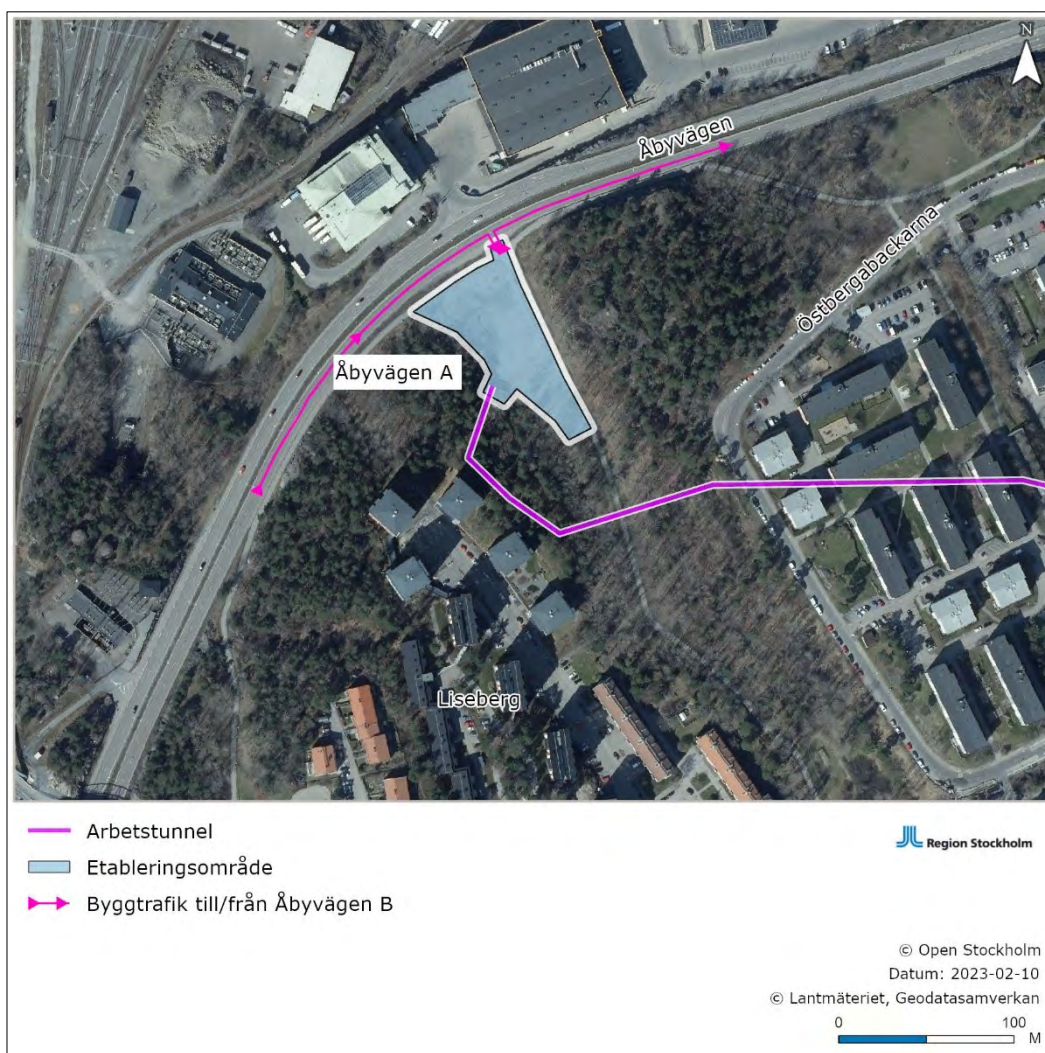 N
Åbyvägen
Östbergabackarna
Åbyvägen A
Liseberg
Arbetstunnel
Etableringsområde
Byggtrafik till/från Åbyvägen B
Region Stockholm
© Open Stockholm
Datum: 2023-02-10
© Lantmäteriet, Geodatasamverkan
0 100
M